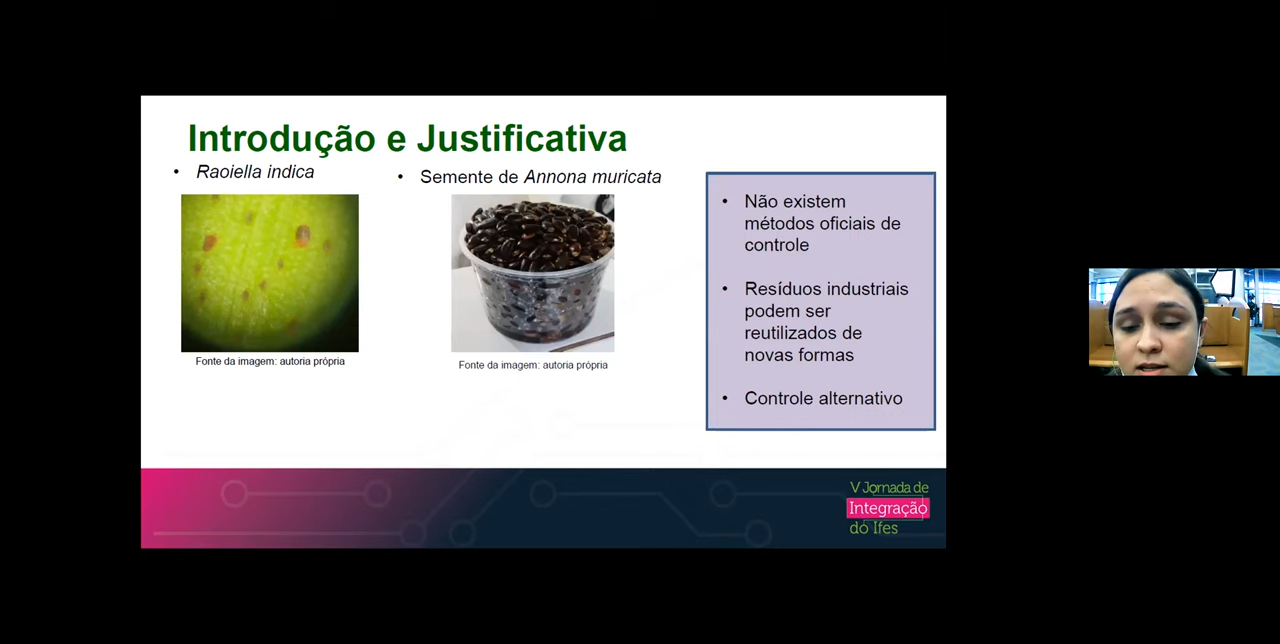 Introdução e Justificativa
• Raoiella indica
• Semente de Annona muricata
Fonte da imagem: autoria própria
Fonte da imagem: autoria própria
• Não existem
métodos oficiais de
controle
• Resíduos industriais
podem ser
reutilizados de
novas formas
• Controle alternativo
V Jornada de
Integração
do Ifes